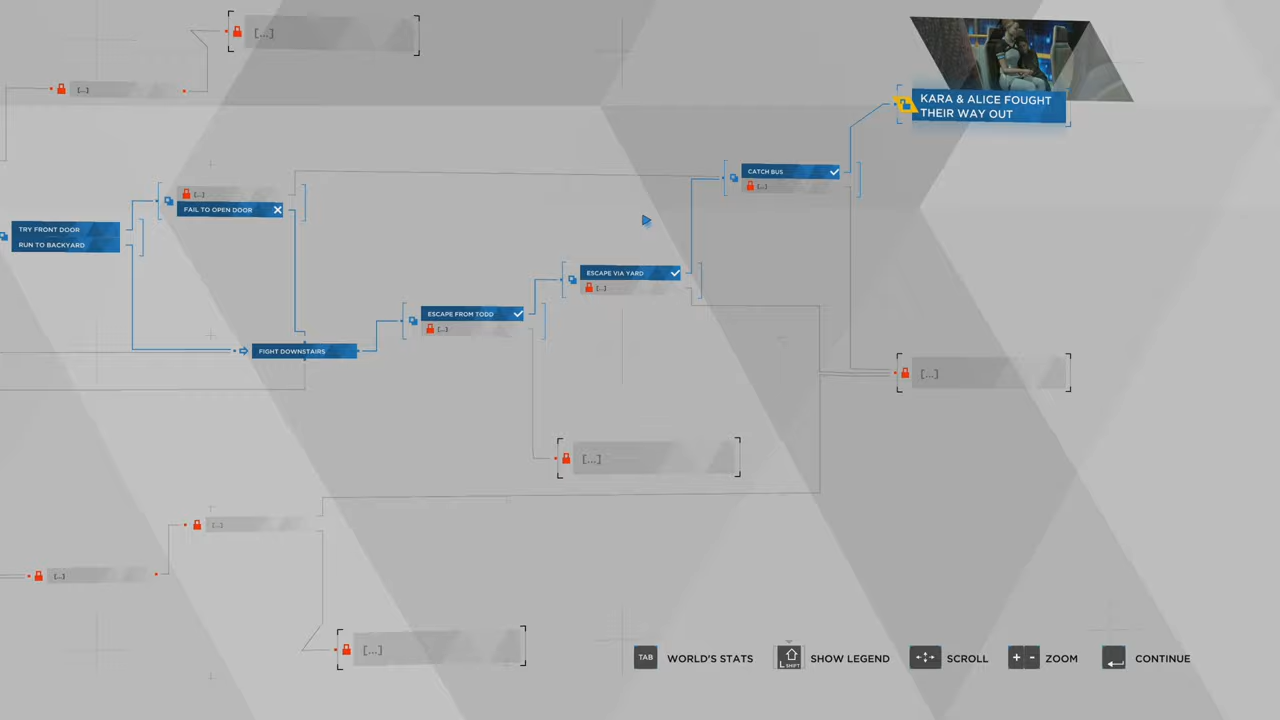 [...]
[...]
KARA & ALICE FOUGHT
THEIR WAY OUT
CATCH BUS
[...]
[...]
FAIL TO OPEN DOOR
TRY FRONT DOOR
RUN TO BACKYARD
ESCAPE VIA YARD
[...]
ESCAPE FROM TODD
[...]
FIGHT DOWNSTAIRS
[...]
[...]
[...]
[...]
[...]
TAB WORLD'S STATS L SHIFT SHOW LEGEND SCROLL + - ZOOM CONTINUE